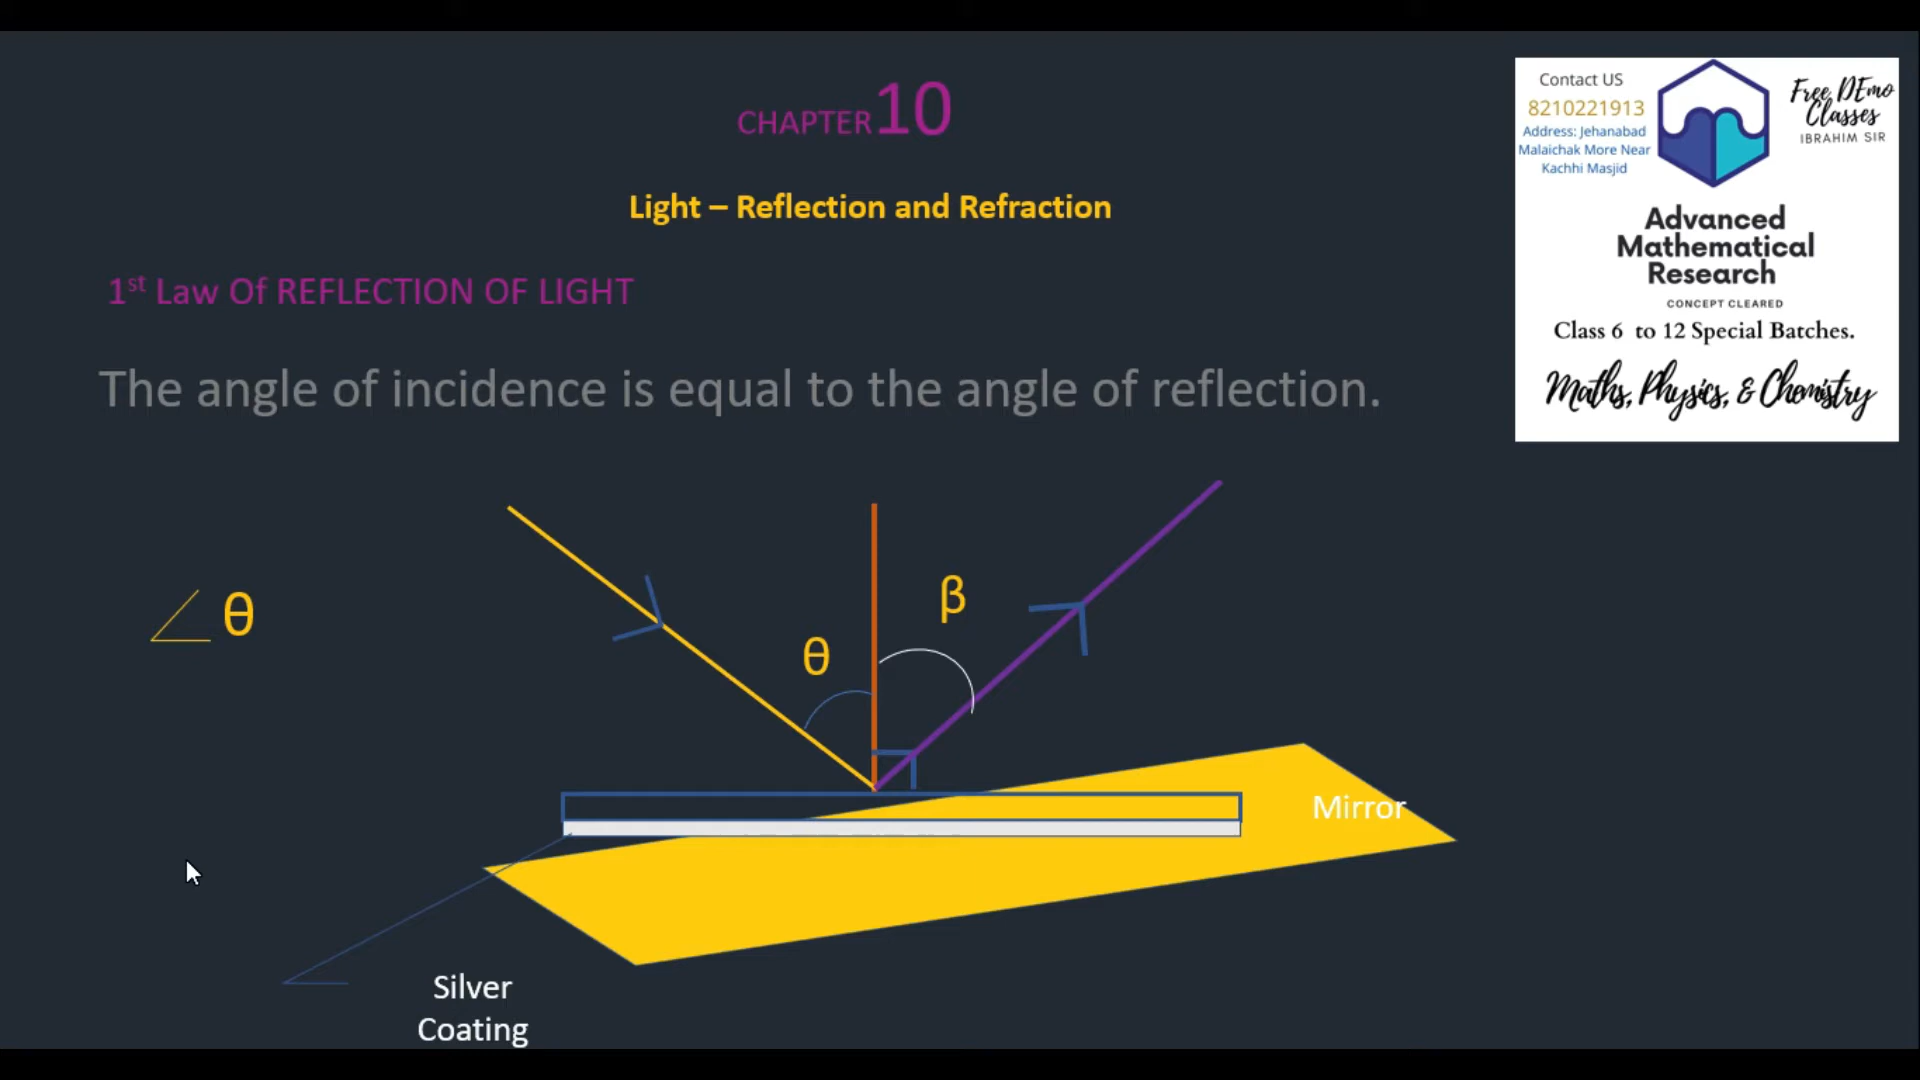 CHAPTER 10
Light – Reflection and Refraction
1st Law Of REFLECTION OF LIGHT
The angle of incidence is equal to the angle of reflection.
Contact US
8210221913
Address: Jehanabad
Malaichak More Near
Kachhi Masjid
Free DEmo
Classes
IBRAHIM SIR
Advanced
Mathematical
Research
CONCEPT CLEARED
Class 6 to 12 Special Batches.
Maths, Physics, & Chemistry
θ
θ
β
Mirror
Silver
Coating